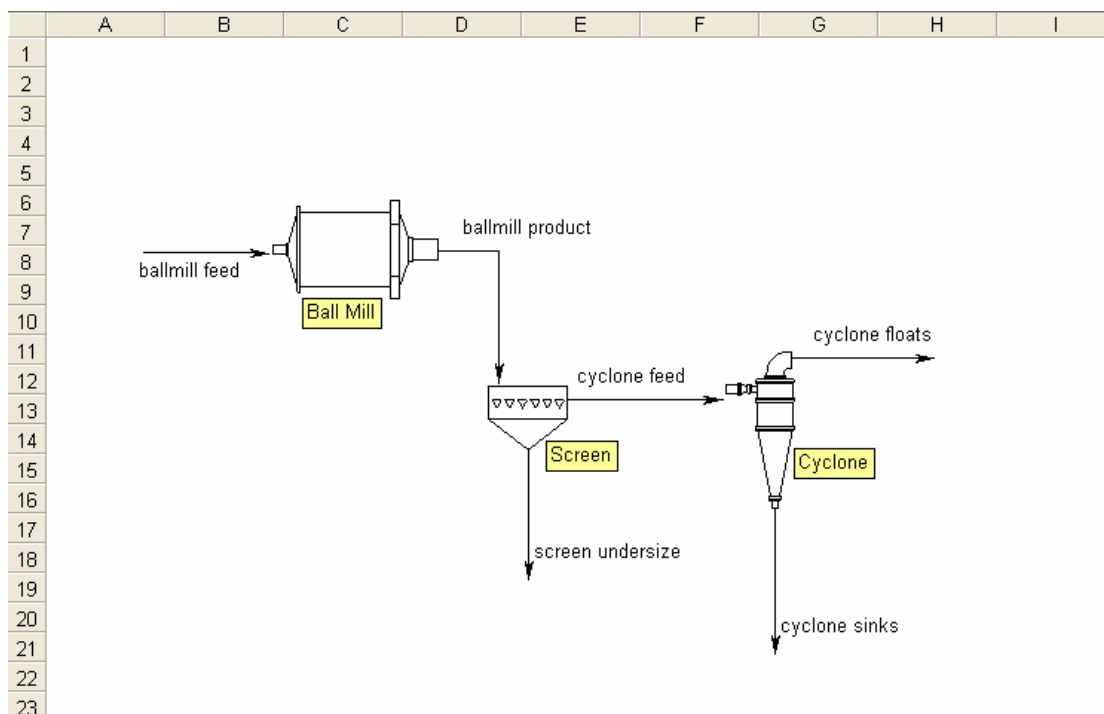 A B C D E F G H I
1
2
3
4
5
6
7
ballmill product
8
ballmill feed
9
Ball Mill
10
11
cyclone floats
12
cyclone feed
13
14
15
Screen
Cyclone
16
17
18
screen undersize
19
20
cyclone sinks
21
22
23